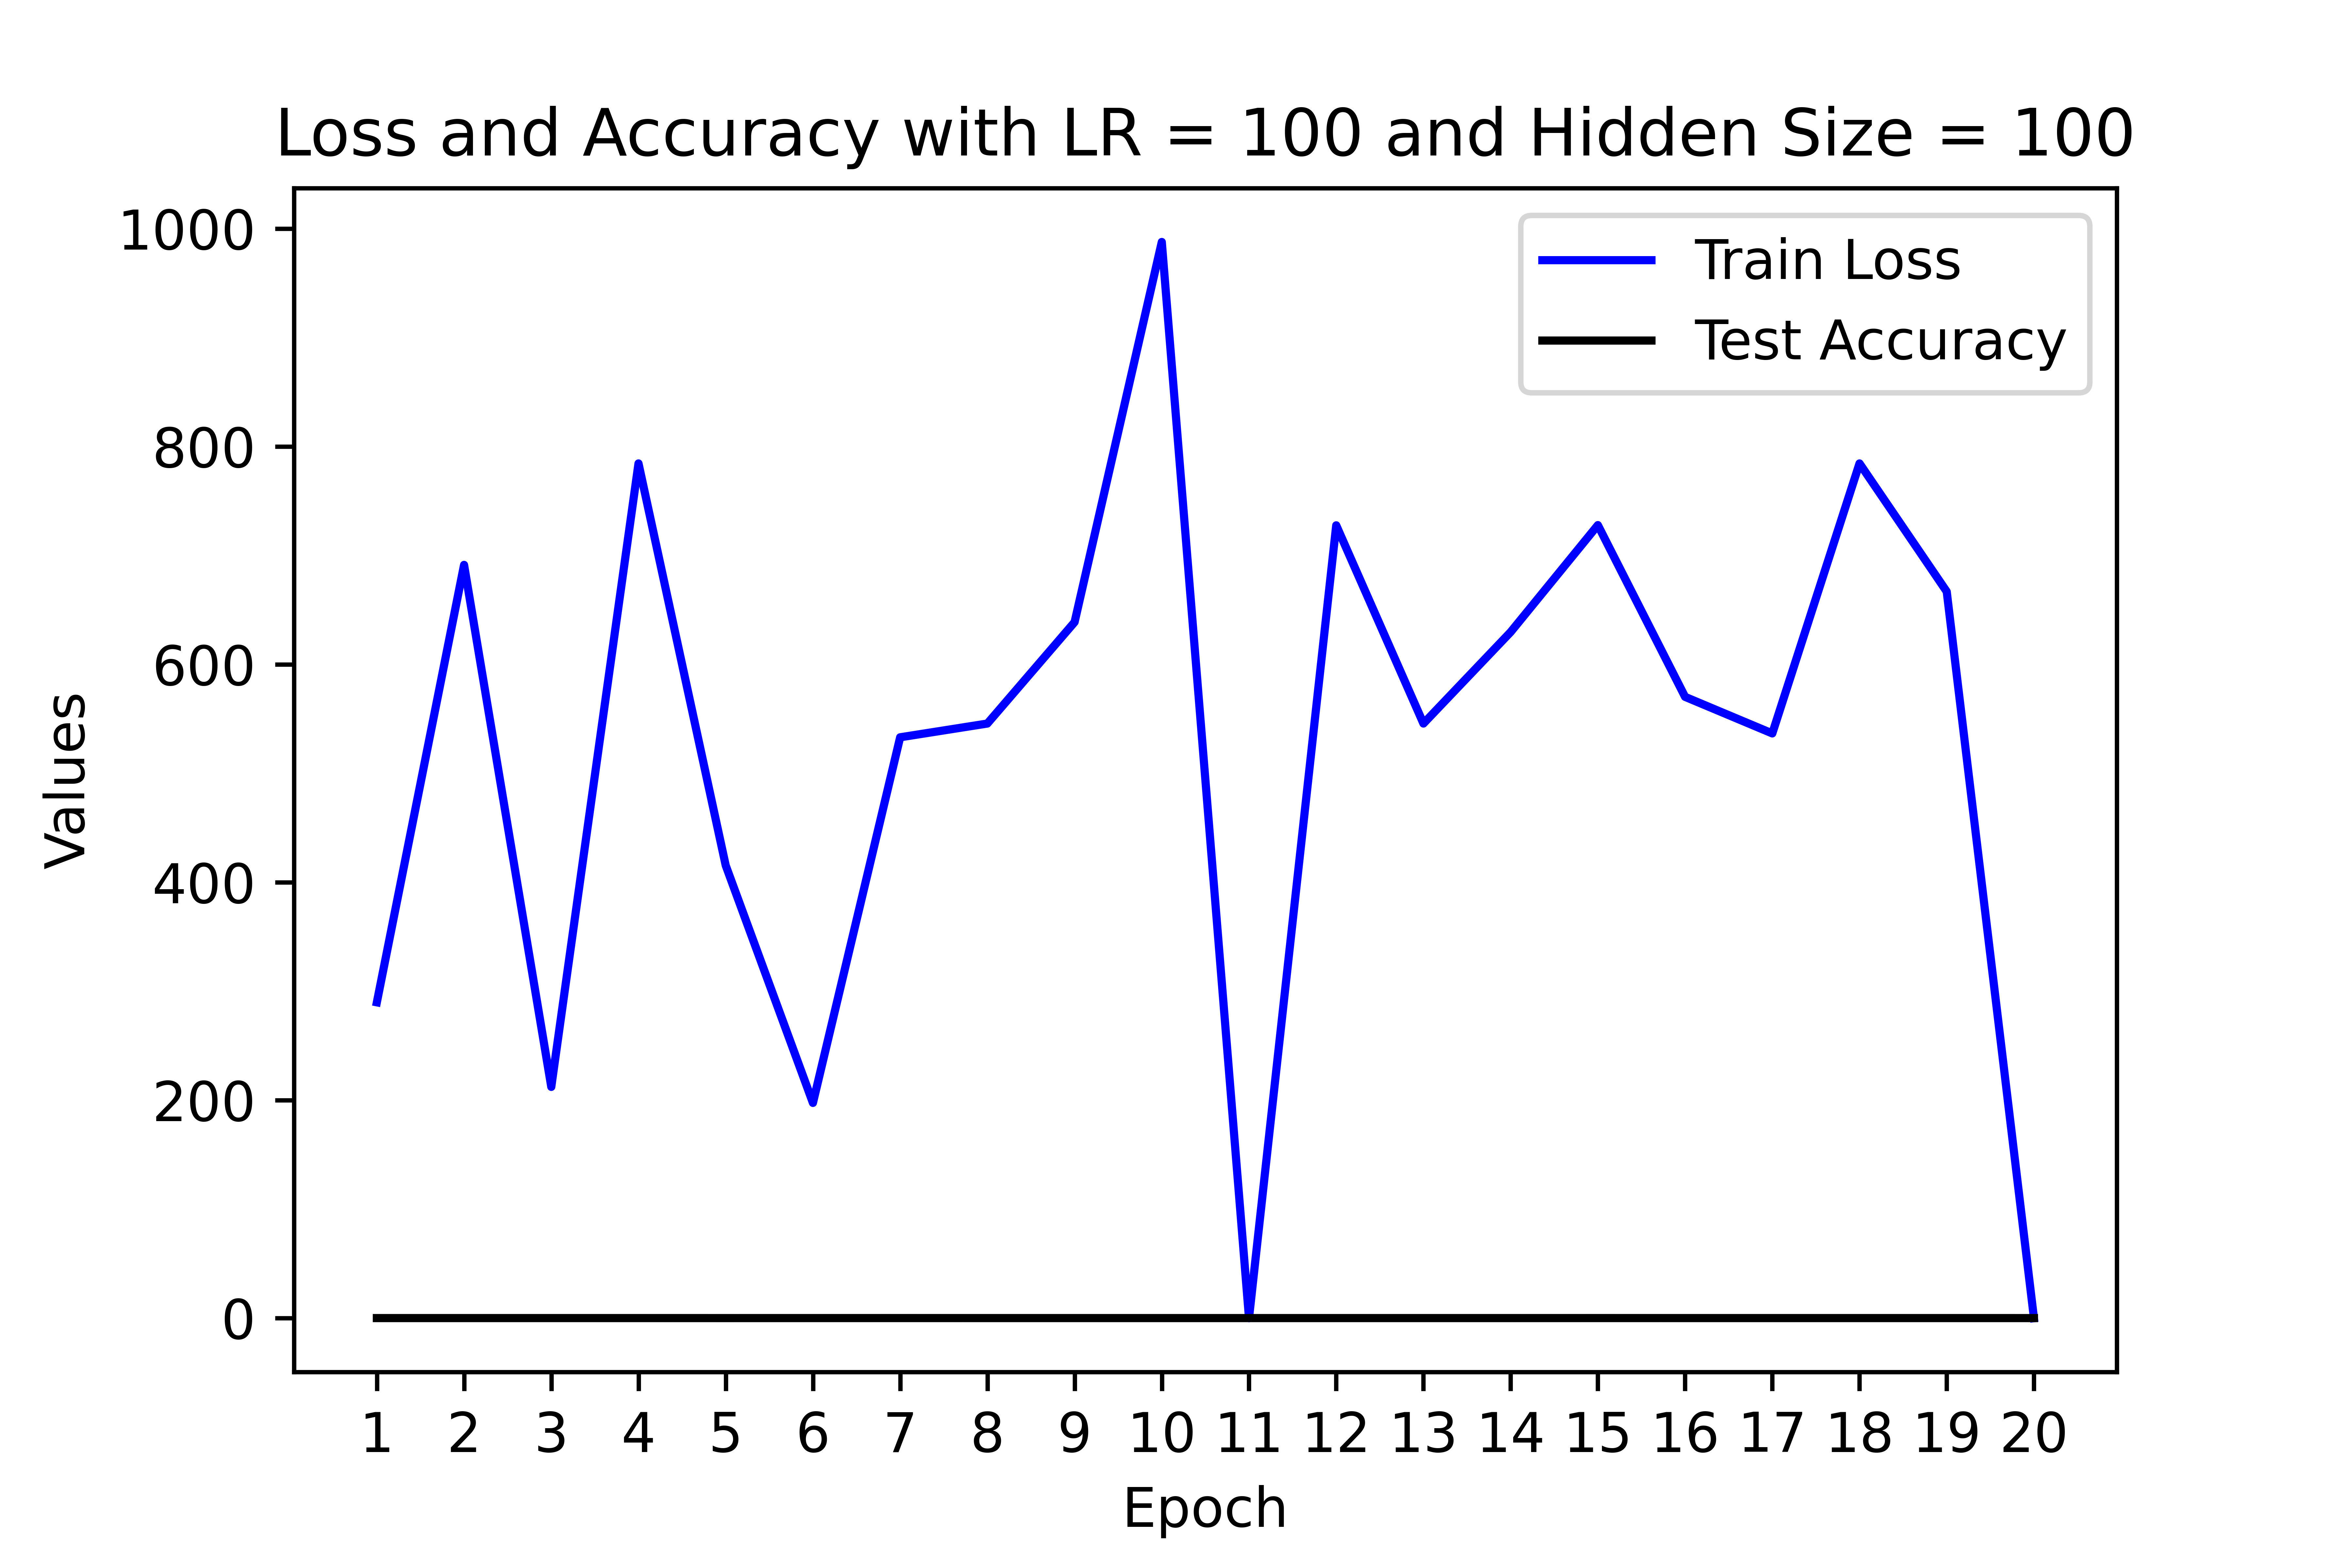 Loss and Accuracy with LR = 100 and Hidden Size = 100
Train Loss
Test Accuracy
1000
800
600
400
200
0
Values
1 2 3 4 5 6 7 8 9 10 11 12 13 14 15 16 17 18 19 20
Epoch